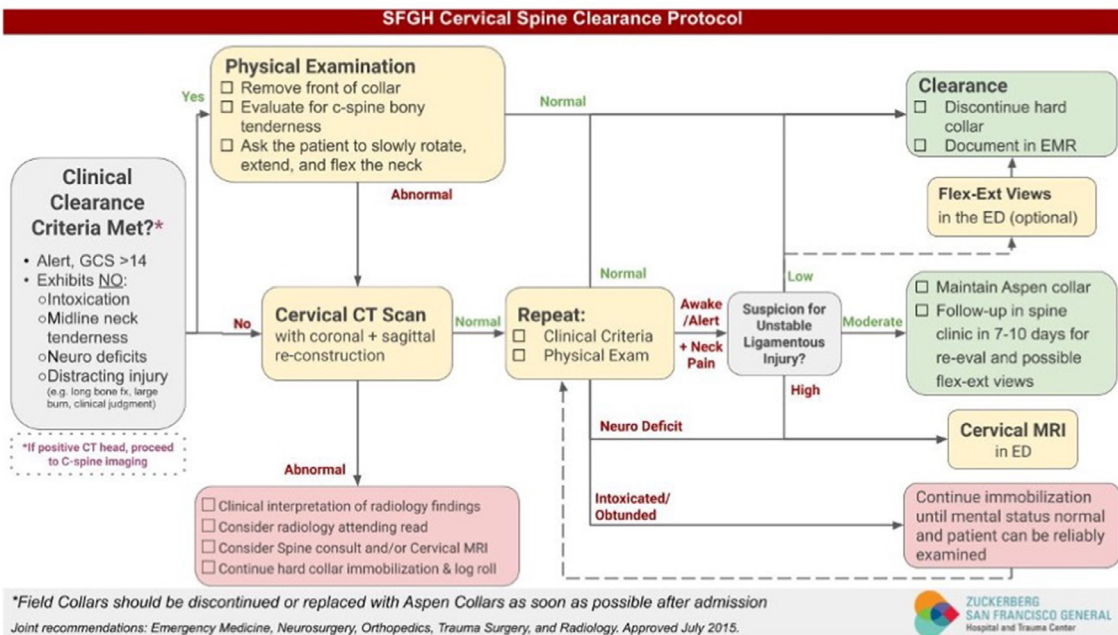 SFGH Cervical Spine Clearance Protocol
Clinical
Clearance
Criteria Met?*
• Alert, GCS >14
• Exhibits NO:
○Intoxication
○Midline neck
tenderness
○Neuro deficits
○Distracting injury
(e.g. long bone fx, large
burn, clinical judgment)
*If positive CT head, proceed
to C-spine imaging
Yes
No
Physical Examination
☐ Remove front of collar
☐ Evaluate for c-spine bony
tenderness
☐ Ask the patient to slowly rotate,
extend, and flex the neck
Normal
Abnormal
Cervical CT Scan
with coronal + sagittal
re-construction
Normal
Abnormal
☐ Clinical interpretation of radiology findings
☐ Consider radiology attending read
☐ Consider Spine consult and/or Cervical MRI
☐ Continue hard collar immobilization & log roll
Repeat:
☐ Clinical Criteria
☐ Physical Exam
Normal
Awake
/Alert
+ Neck
Pain
Neuro Deficit
Intoxicated/
Obtunded
Suspicion for
Unstable
Ligamentous
Injury?
Low
Moderate
High
Clearance
☐ Discontinue hard
collar
☐ Document in EMR
Flex-Ext Views
in the ED (optional)
☐ Maintain Aspen collar
☐ Follow-up in spine
clinic in 7-10 days for
re-eval and possible
flex-ext views
Cervical MRI
in ED
Continue immobilization
until mental status normal
and patient can be reliably
examined
*Field Collars should be discontinued or replaced with Aspen Collars as soon as possible after admission
Joint recommendations: Emergency Medicine, Neurosurgery, Orthopedics, Trauma Surgery, and Radiology. Approved July 2015.
ZUCKERBERG
SAN FRANCISCO GENERAL
Hospital and Trauma Center